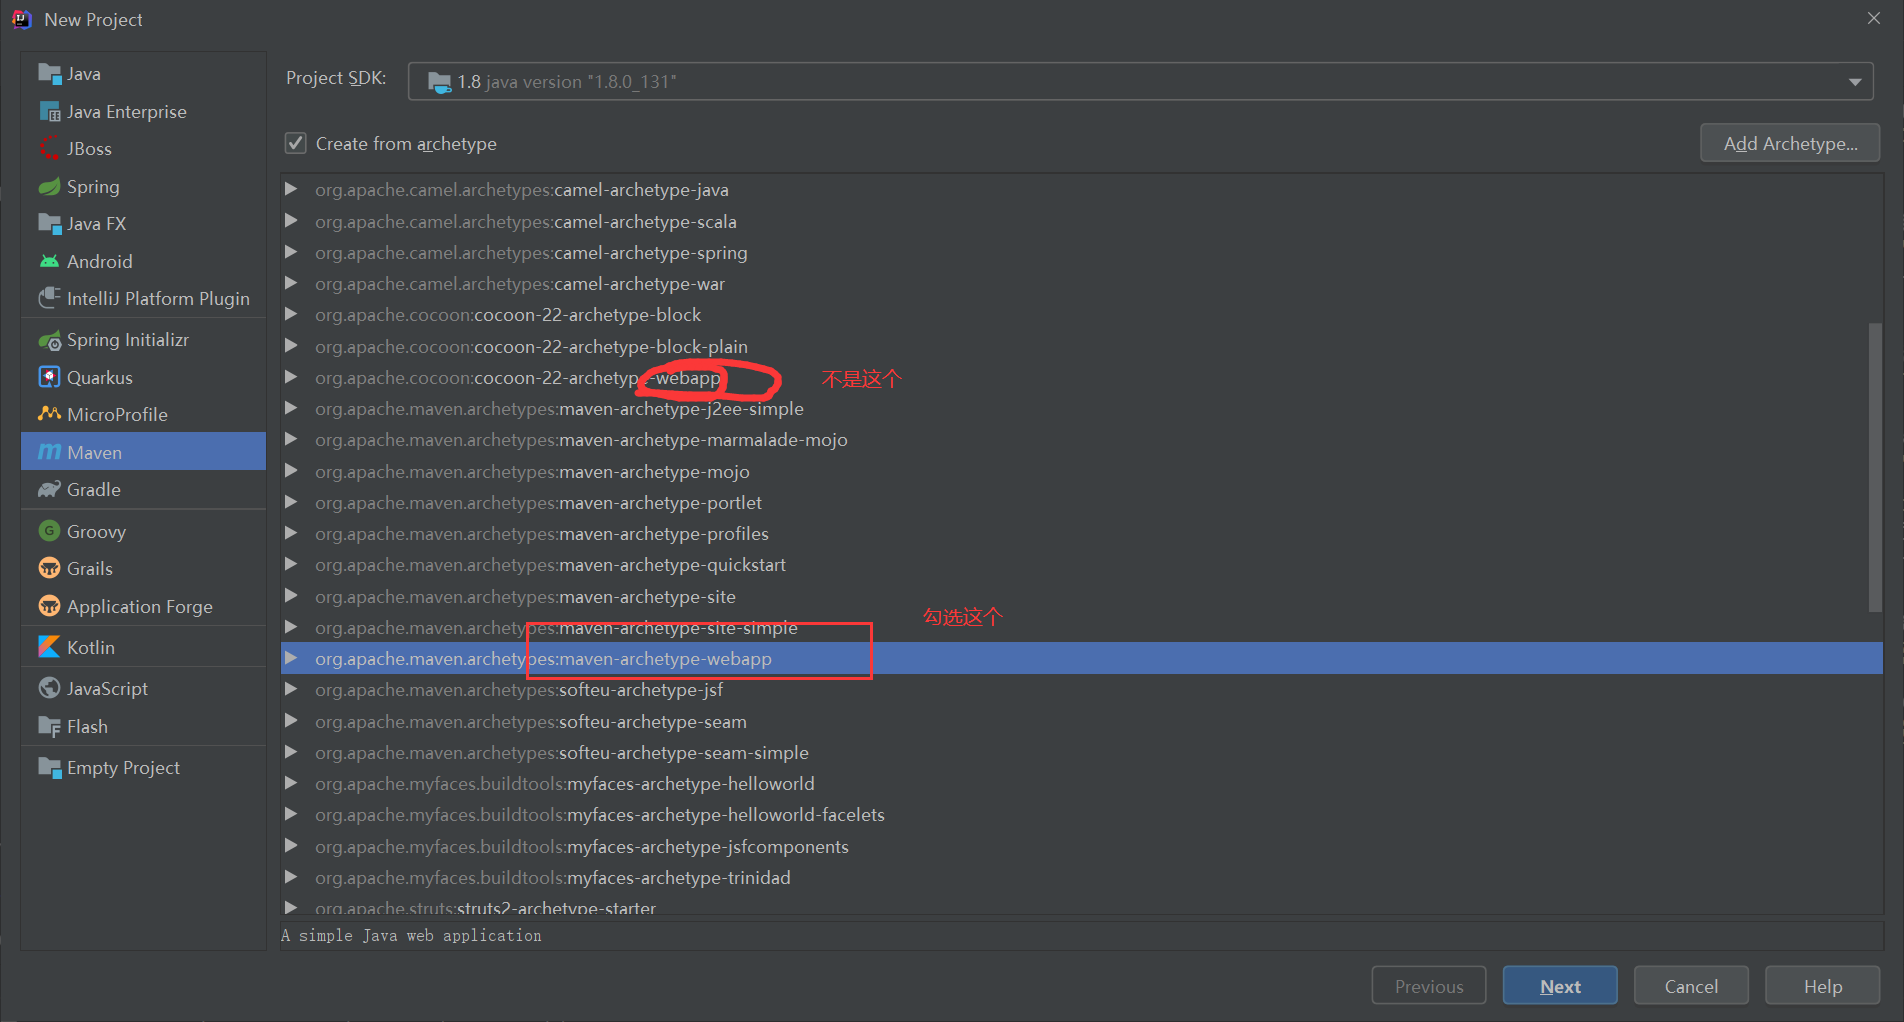 New Project
Java
Java Enterprise
JBoss
Spring
Java FX
Android
IntelliJ Platform Plugin
Spring Initializr
Quarkus
MicroProfile
Maven
Gradle
Groovy
Grails
Application Forge
Kotlin
JavaScript
Flash
Empty Project
Project SDK:
1.8 java version "1.8.0_131"
Create from archetype
Add Archetype...
org.apache.camel.archetypes:camel-archetype-java
org.apache.camel.archetypes:camel-archetype-scala
org.apache.camel.archetypes:camel-archetype-spring
org.apache.camel.archetypes:camel-archetype-war
org.apache.cocoon:cocoon-22-archetype-block
org.apache.cocoon:cocoon-22-archetype-block-plain
org.apache.cocoon:cocoon-22-archetype-webapp 不是这个
org.apache.maven.archetypes:maven-archetype-j2ee-simple
org.apache.maven.archetypes:maven-archetype-marmalade-mojo
org.apache.maven.archetypes:maven-archetype-mojo
org.apache.maven.archetypes:maven-archetype-portlet
org.apache.maven.archetypes:maven-archetype-profiles
org.apache.maven.archetypes:maven-archetype-quickstart
org.apache.maven.archetypes:maven-archetype-site
勾选这个
org.apache.maven.archetypes:maven-archetype-site-simple
org.apache.maven.archetypes:maven-archetype-webapp
org.apache.maven.archetypes:softeu-archetype-jsf
org.apache.maven.archetypes:softeu-archetype-seam
org.apache.maven.archetypes:softeu-archetype-seam-simple
org.apache.myfaces.buildtools:myfaces-archetype-helloworld
org.apache.myfaces.buildtools:myfaces-archetype-helloworld-facelets
org.apache.myfaces.buildtools:myfaces-archetype-jsfcomponents
org.apache.myfaces.buildtools:myfaces-archetype-trinidad
org.apache.struts:struts2-archetype-starter
A simple Java web application
Previous
Next
Cancel
Help